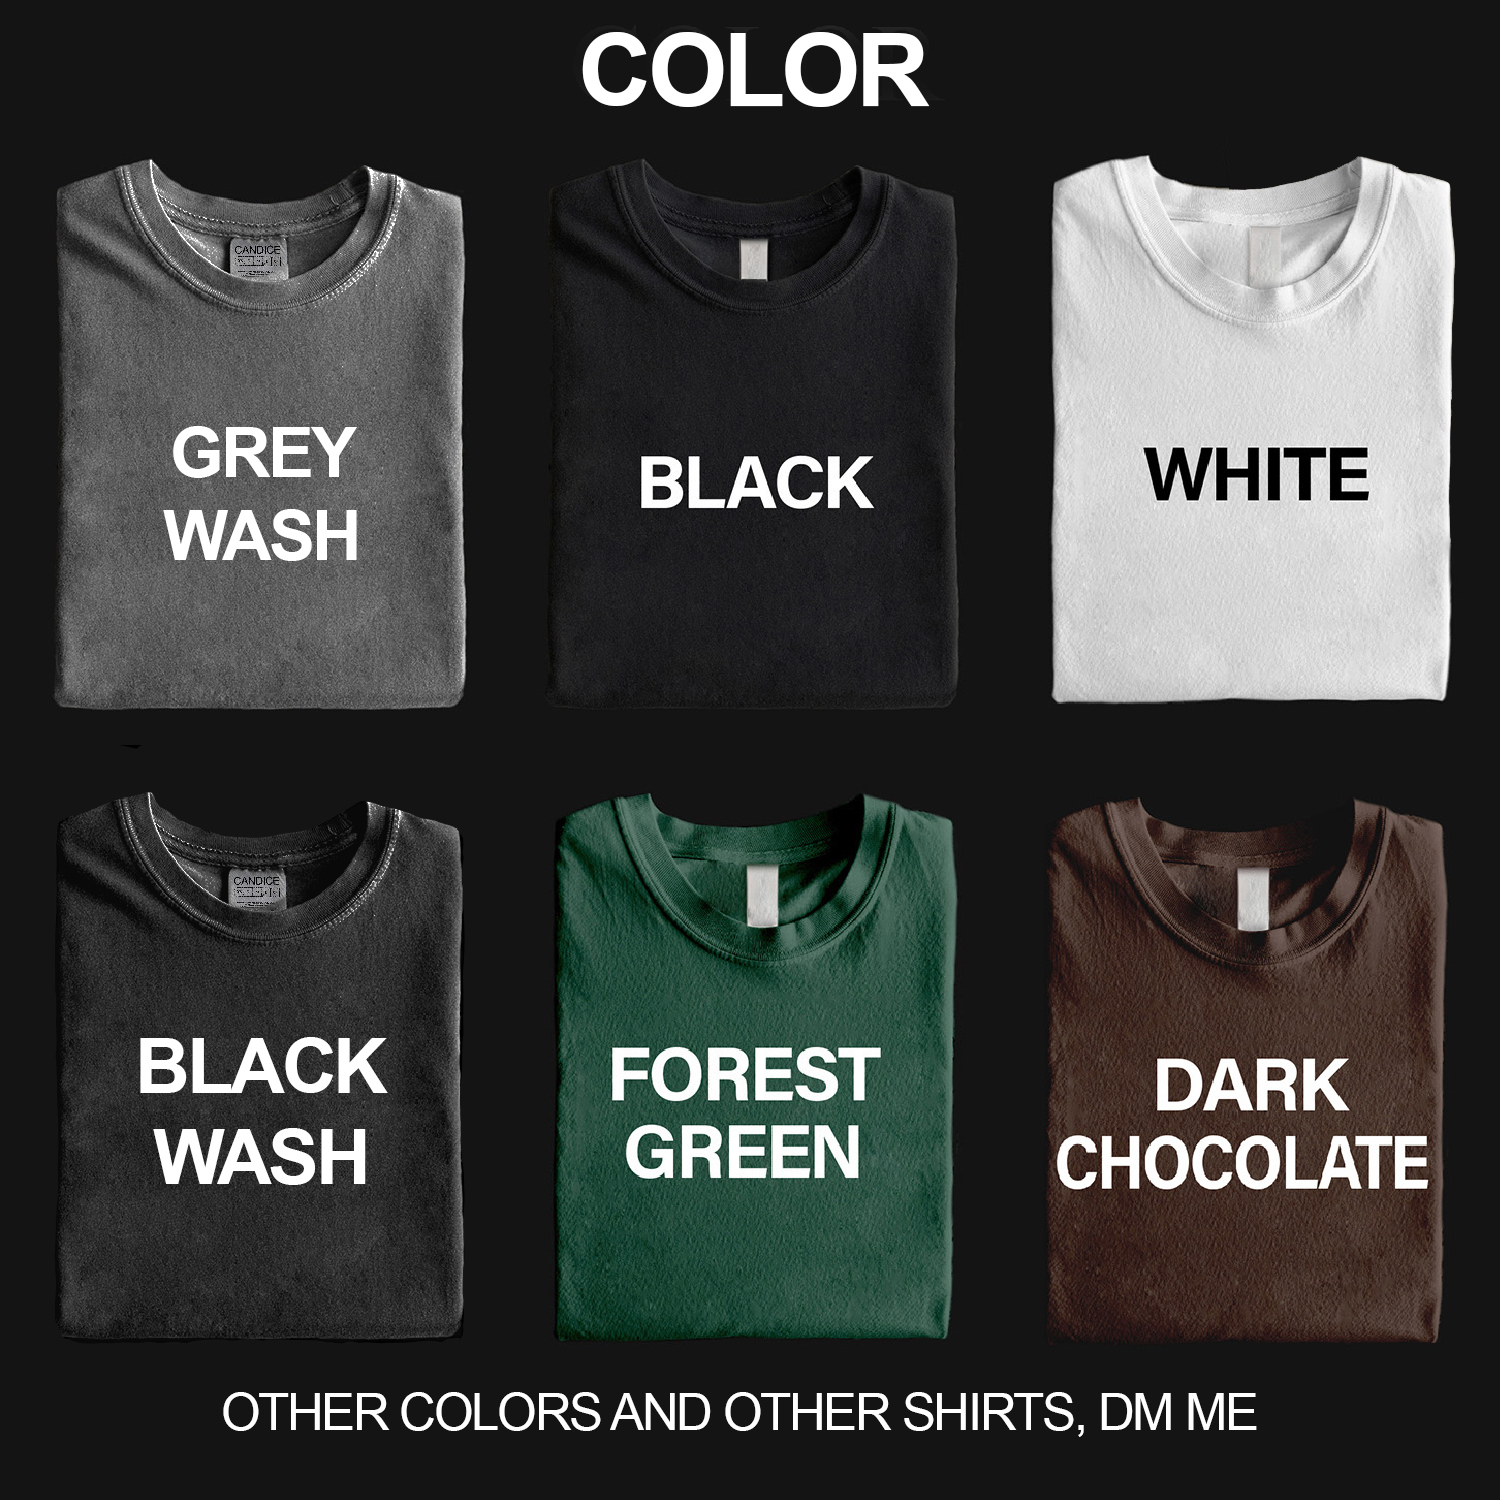 COLOR
CANDICE
GREY
WASH
BLACK
WHITE
CANDICE
BLACK
WASH
FOREST
GREEN
DARK
CHOCOLATE
OTHER COLORS AND OTHER SHIRTS, DM ME